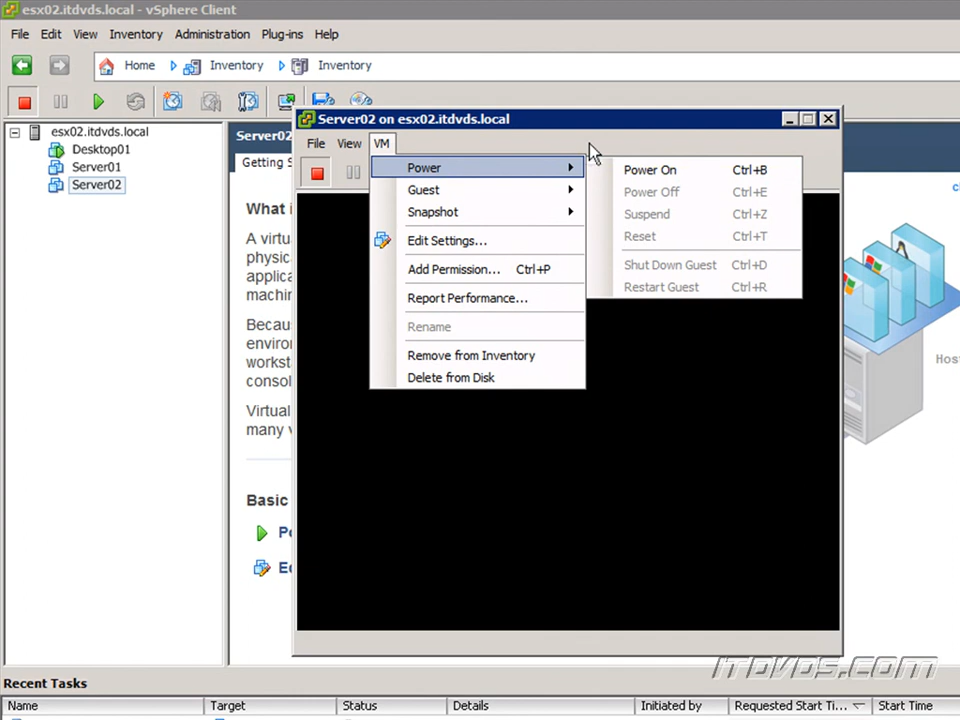 esx02.itdvds.local - vSphere Client
File Edit View Inventory Administration Plug-ins Help
Home Inventory Inventory
esx02.itdvds.local
Desktop01
Server01
Server02
Server02
Getting S
What i
A virtu
physic
applica
machin
Becaus
enviro
workst
consol
Virtual
many v
Basic
Server02 on esx02.itdvds.local
File View VM
Power
Guest
Snapshot
Edit Settings...
Add Permission... Ctrl+P
Report Performance...
Rename
Remove from Inventory
Delete from Disk
Power On Ctrl+B
Power Off Ctrl+E
Suspend Ctrl+Z
Reset Ctrl+T
Shut Down Guest Ctrl+D
Restart Guest Ctrl+R
Host
ITDVDS.COM
Recent Tasks
Name Target Status Details Initiated by Requested Start Ti... Start Time